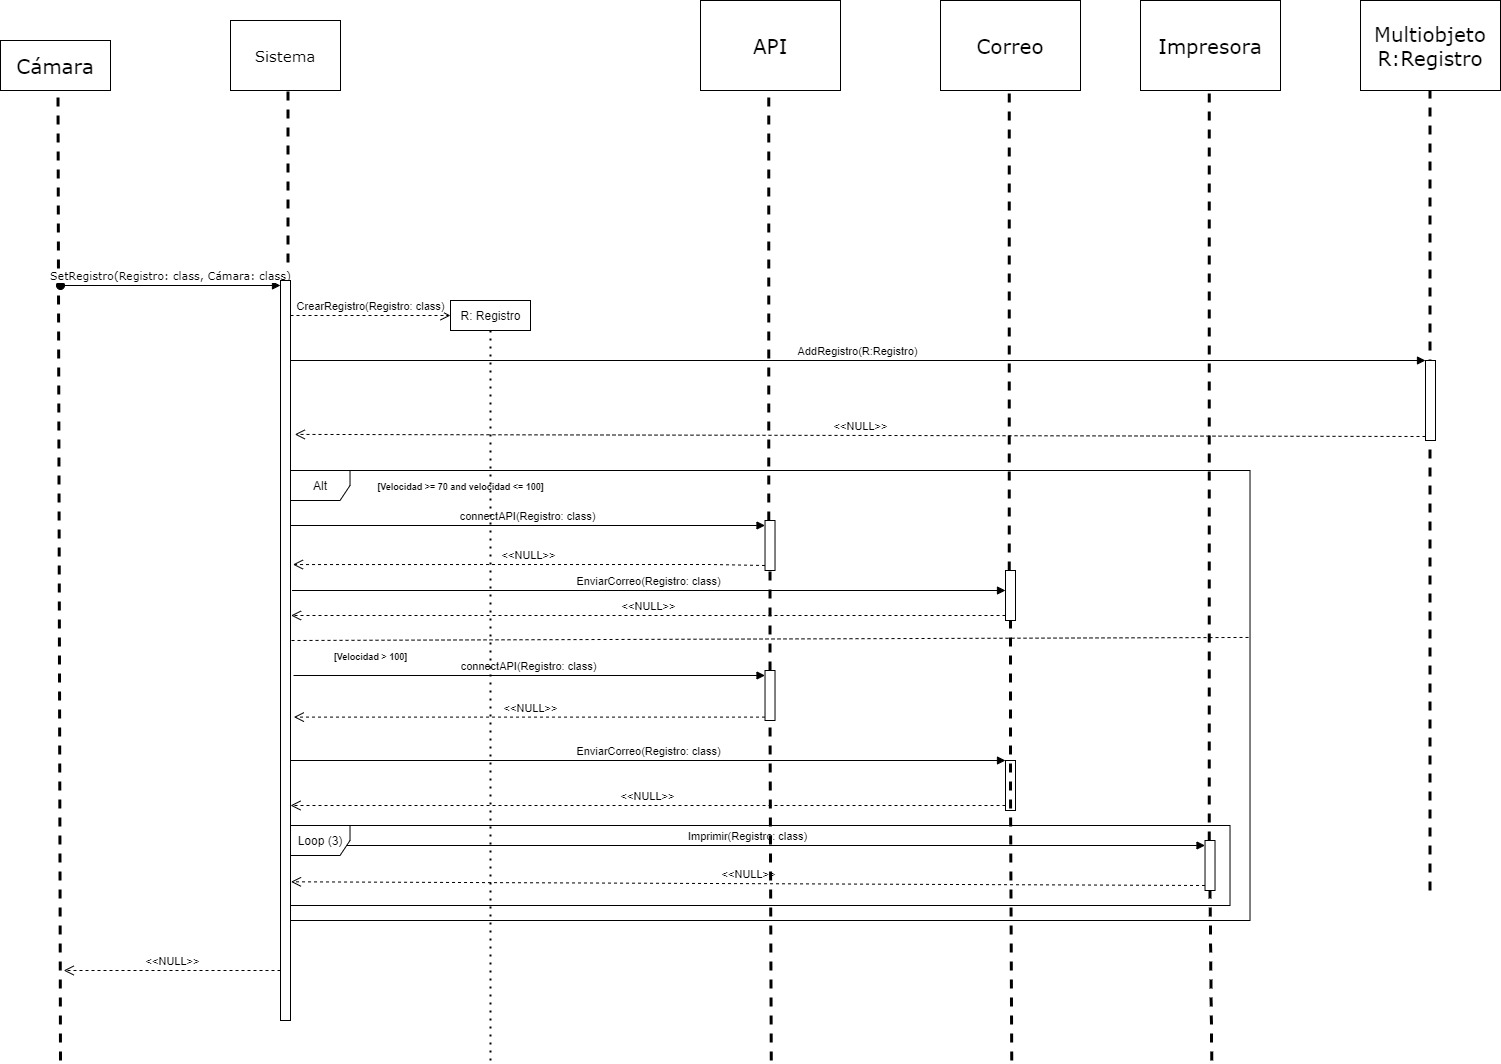 Cámara
Sistema
API
Correo
Impresora
Multiobjeto
R:Registro
SetRegistro(Registro: class, Cámara: class)
CrearRegistro(Registro: class)
R: Registro
AddRegistro(R:Registro)
<<NULL>>
Alt
[Velocidad >= 70 and velocidad <= 100]
connectAPI(Registro: class)
<<NULL>>
EnviarCorreo(Registro: class)
<<NULL>>
[Velocidad > 100]
connectAPI(Registro: class)
<<NULL>>
EnviarCorreo(Registro: class)
<<NULL>>
Loop (3)
Imprimir(Registro: class)
<<NULL>>
<<NULL>>